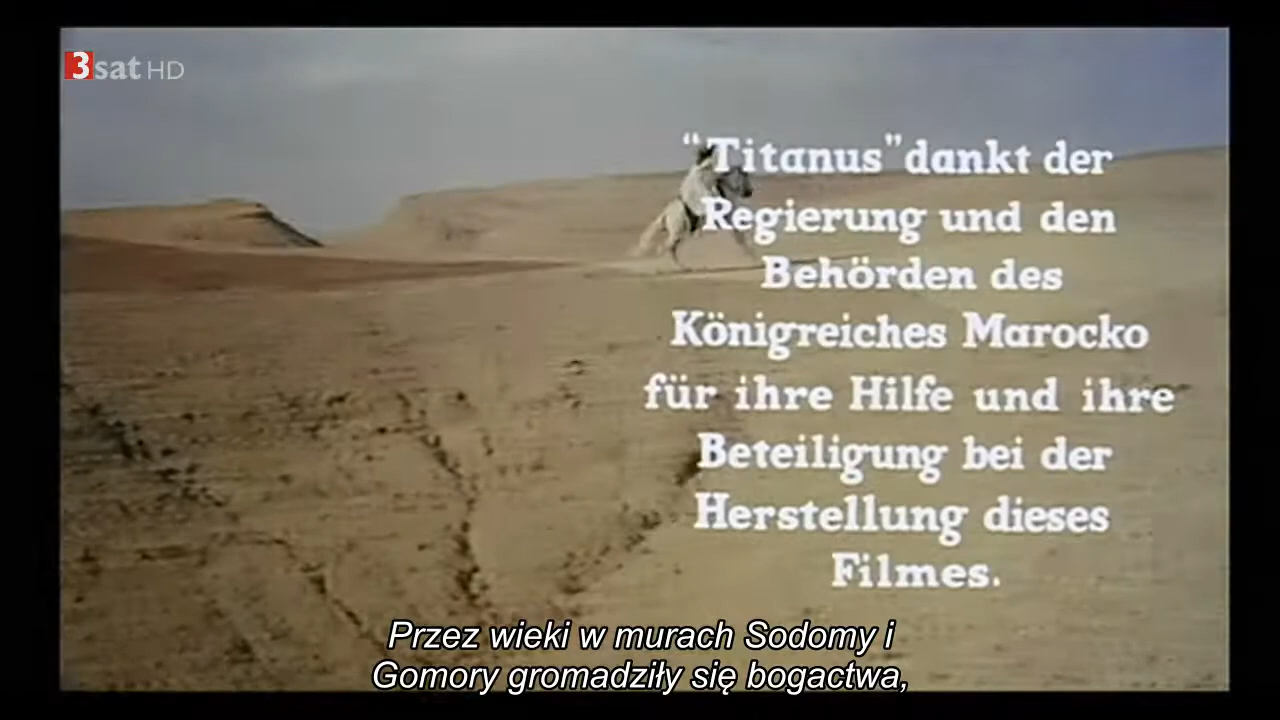 3sat HD
“Titanus” dankt der
Regierung und den
Behörden des
Königreiches Marocko
für ihre Hilfe und ihre
Beteiligung bei der
Herstellung dieses
Filmes.
Przez wieki w murach Sodomy i
Gomory gromadziły się bogactwa,